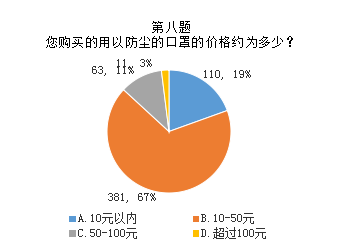 第八题
您购买的用以防尘的口罩的价格约为多少？
11, 3%
63, 11%
110, 19%
381, 67%
A.10元以内
B.10-50元
C.50-100元
D.超过100元